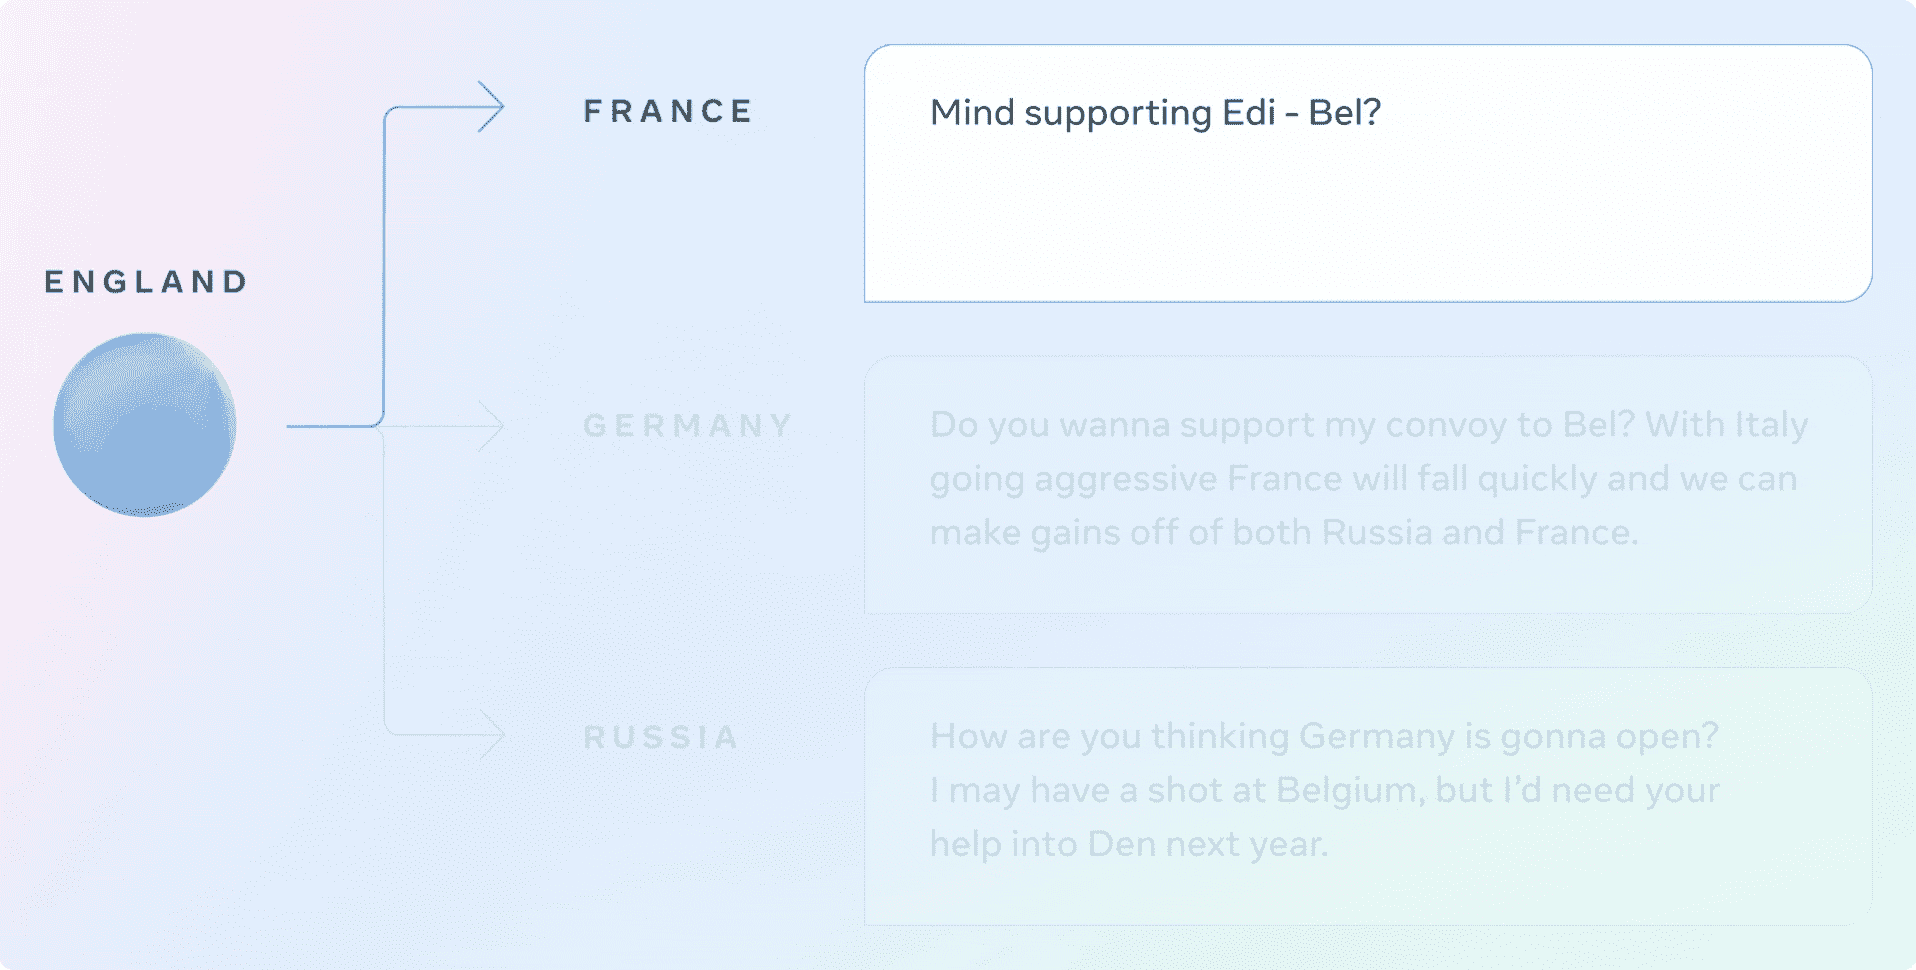 FRANCE
Mind supporting Edi - Bel?
ENGLAND
GERMANY
Do you wanna support my convoy to Bel? With Italy
going aggressive France will fall quickly and we can
make gains off of both Russia and France.
RUSSIA
How are you thinking Germany is gonna open?
I may have a shot at Belgium, but I’d need your
help into Den next year.